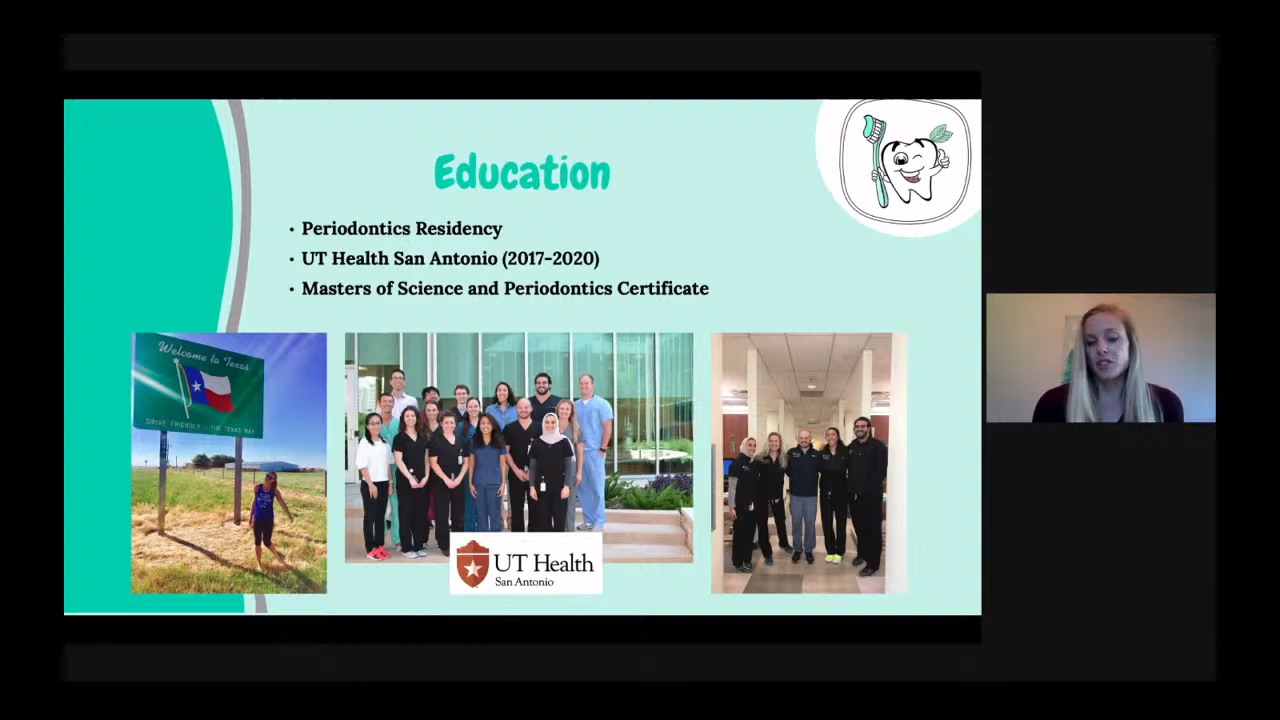 Education
• Periodontics Residency
• UT Health San Antonio (2017-2020)
• Masters of Science and Periodontics Certificate
Welcome to Texas
DRIVE FRIENDLY - THE TEXAS WAY
UT Health
San Antonio